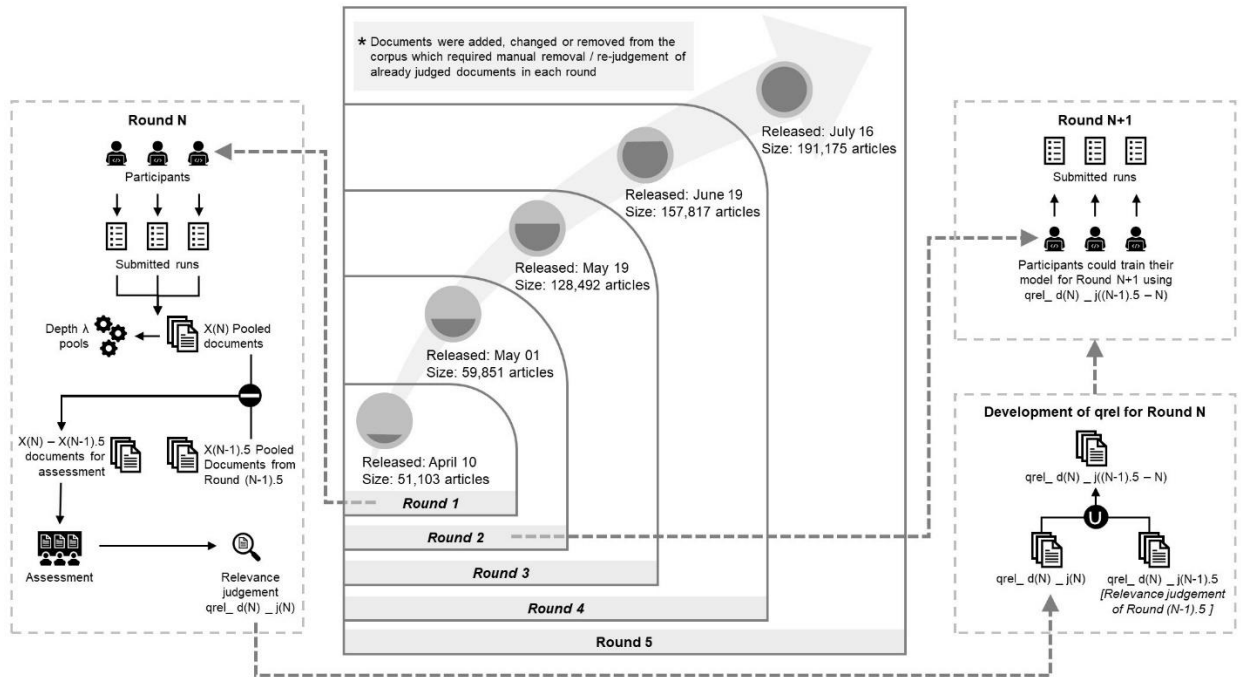 Round N
Participants
Submitted runs
Depth λ
pools
X(N) Pooled
documents
X(N) – X(N-1).5
documents for
assessment
X(N-1).5 Pooled
Documents from
Round (N-1).5
Assessment
Relevance
judgement
qrel_ d(N) _ j(N)
* Documents were added, changed or removed from the
corpus which required manual removal / re-judgement of
already judged documents in each round
Released: July 16
Size: 191,175 articles
Released: June 19
Size: 157,817 articles
Released: May 19
Size: 128,492 articles
Released: May 01
Size: 59,851 articles
Released: April 10
Size: 51,103 articles
Round 1
Round 2
Round 3
Round 4
Round 5
Round N+1
Submitted runs
Participants could train their
model for Round N+1 using
qrel_ d(N) _ j((N-1).5 – N)
Development of qrel for Round N
qrel_ d(N) _ j((N-1).5 – N)
U
qrel_ d(N) _ j(N)
qrel_ d(N) _ j(N-1).5
[Relevance judgement
of Round (N-1).5 ]